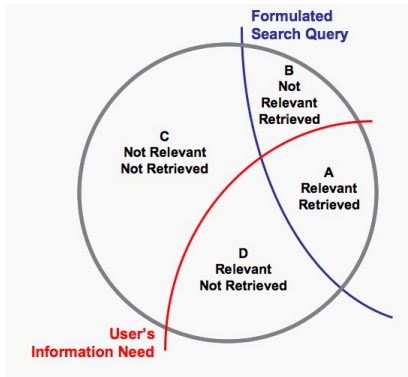 Formulated
Search Query
B
Not
Relevant
Retrieved
C
Not Relevant
Not Retrieved
A
Relevant
Retrieved
D
Relevant
Not Retrieved
User's
Information Need